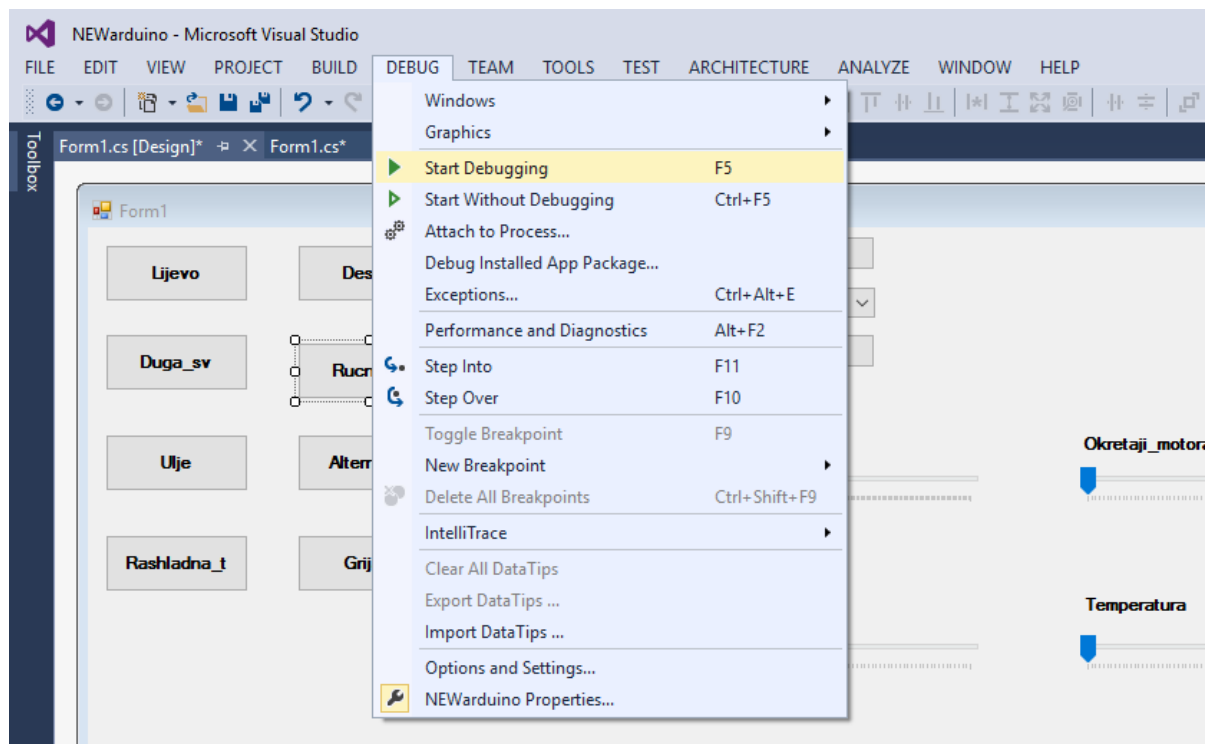 NEWarduino - Microsoft Visual Studio
FILE EDIT VIEW PROJECT BUILD DEBUG TEAM TOOLS TEST ARCHITECTURE ANALYZE WINDOW HELP
Toolbox
Form1.cs [Design]* Form1.cs*
Form1
Lijevo
Duga_sv
Ulje
Rashladna_t
Windows
Graphics
Start Debugging F5
Start Without Debugging Ctrl+F5
Attach to Process...
Debug Installed App Package...
Exceptions... Ctrl+Alt+E
Performance and Diagnostics Alt+F2
Step Into F11
Step Over F10
Toggle Breakpoint F9
New Breakpoint
Delete All Breakpoints Ctrl+Shift+F9
IntelliTrace
Clear All DataTips
Export DataTips ...
Import DataTips ...
Options and Settings...
NEWarduino Properties...
Okretaji_motora
Temperatura